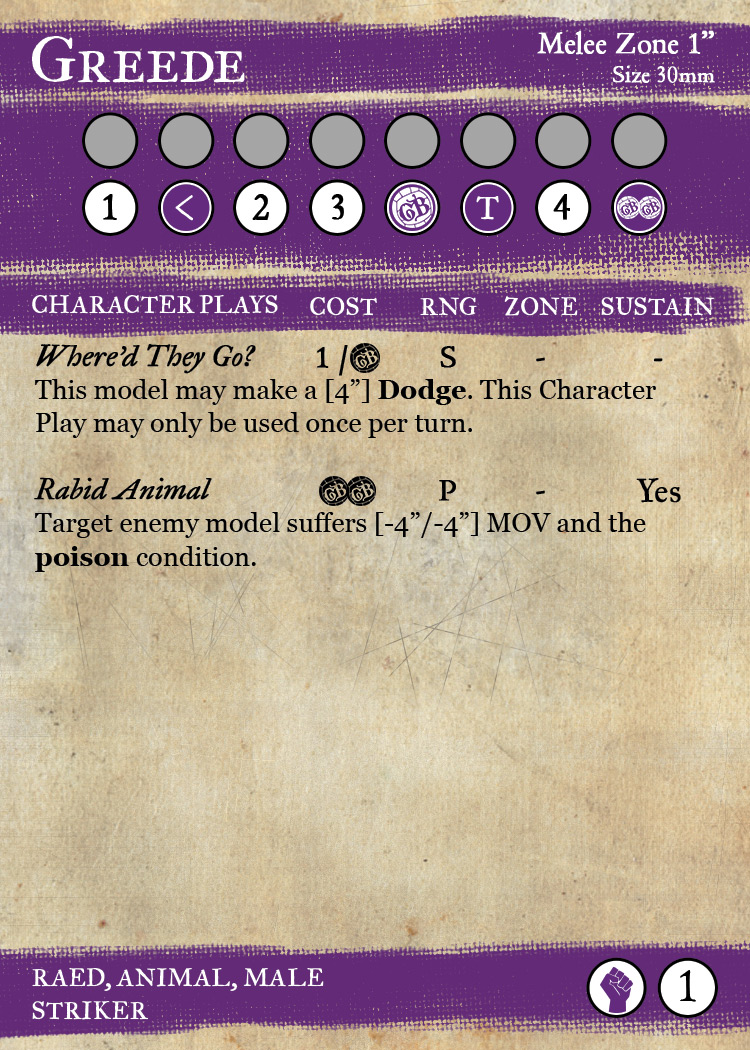 GREEDE
Melee Zone 1”
Size 30mm
1 < 2 3 GB T 4 GB GB
CHARACTER PLAYS COST RNG ZONE SUSTAIN
Where’d They Go? 1 / GB S - -
This model may make a [4”] Dodge. This Character
Play may only be used once per turn.
Rabid Animal GB GB P - Yes
Target enemy model suffers [-4”/-4”] MOV and the
poison condition.
RAED, ANIMAL, MALE
STRIKER
1